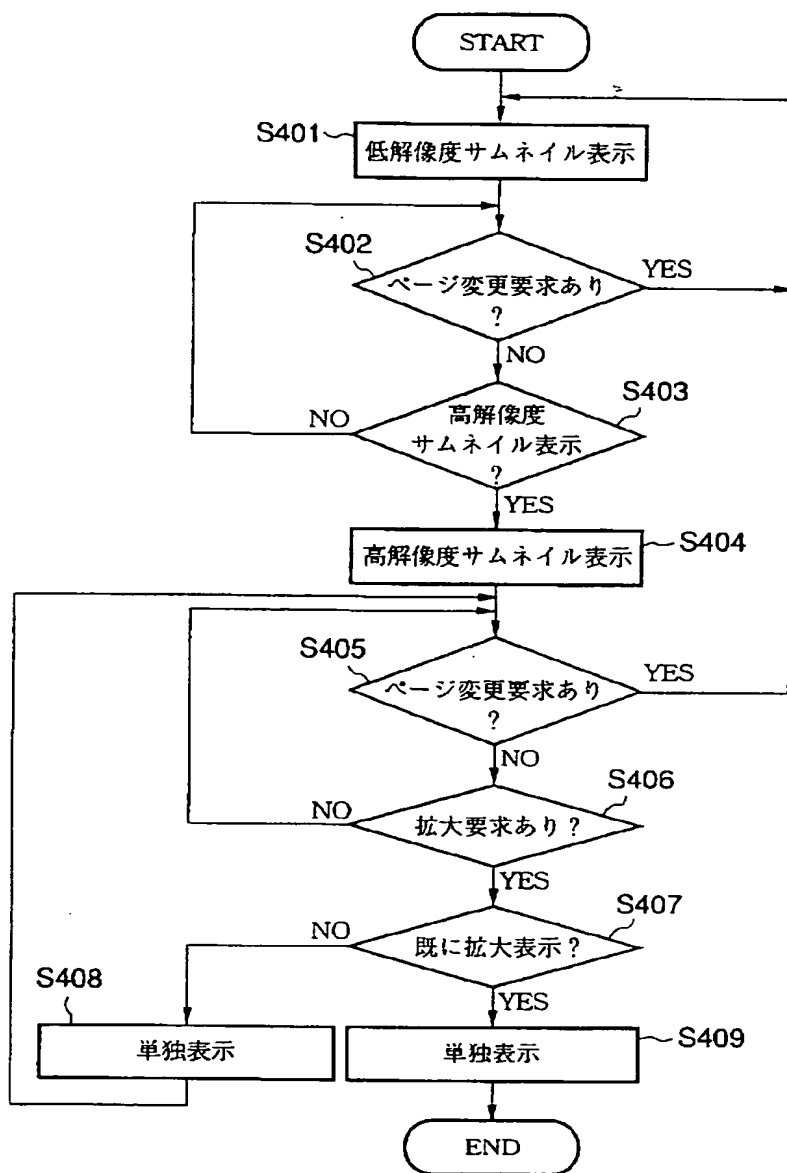 START
S401
低解像度サムネイル表示
S402
ページ変更要求あり
?
YES
NO
S403
高解像度
サムネイル表示
?
NO
YES
高解像度サムネイル表示
S404
S405
ページ変更要求あり
?
YES
NO
S406
拡大要求あり?
NO
YES
S407
既に拡大表示?
NO
YES
S408
単独表示
単独表示
S409
END